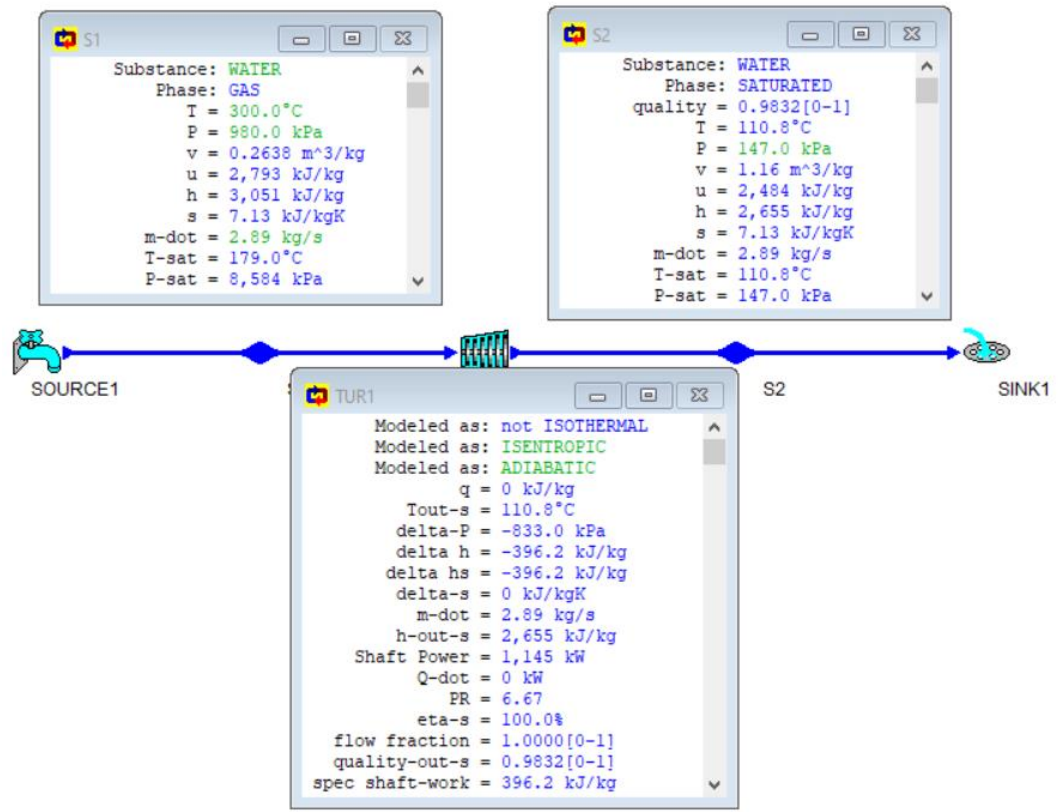 S1
Substance: WATER
Phase: GAS
T = 300.0°C
P = 980.0 kPa
v = 0.2638 m^3/kg
u = 2,793 kJ/kg
h = 3,051 kJ/kg
s = 7.13 kJ/kgK
m-dot = 2.89 kg/s
T-sat = 179.0°C
P-sat = 8,584 kPa
S2
Substance: WATER
Phase: SATURATED
quality = 0.9832[0-1]
T = 110.8°C
P = 147.0 kPa
v = 1.16 m^3/kg
u = 2,484 kJ/kg
h = 2,655 kJ/kg
s = 7.13 kJ/kgK
m-dot = 2.89 kg/s
T-sat = 110.8°C
P-sat = 147.0 kPa
SOURCE1
S2
SINK1
TUR1
Modeled as: not ISOTHERMAL
Modeled as: ISENTROPIC
Modeled as: ADIABATIC
q = 0 kJ/kg
Tout-s = 110.8°C
delta-P = -833.0 kPa
delta h = -396.2 kJ/kg
delta hs = -396.2 kJ/kg
delta-s = 0 kJ/kgK
m-dot = 2.89 kg/s
h-out-s = 2,655 kJ/kg
Shaft Power = 1,145 kW
Q-dot = 0 kW
PR = 6.67
eta-s = 100.0%
flow fraction = 1.0000[0-1]
quality-out-s = 0.9832[0-1]
spec shaft-work = 396.2 kJ/kg